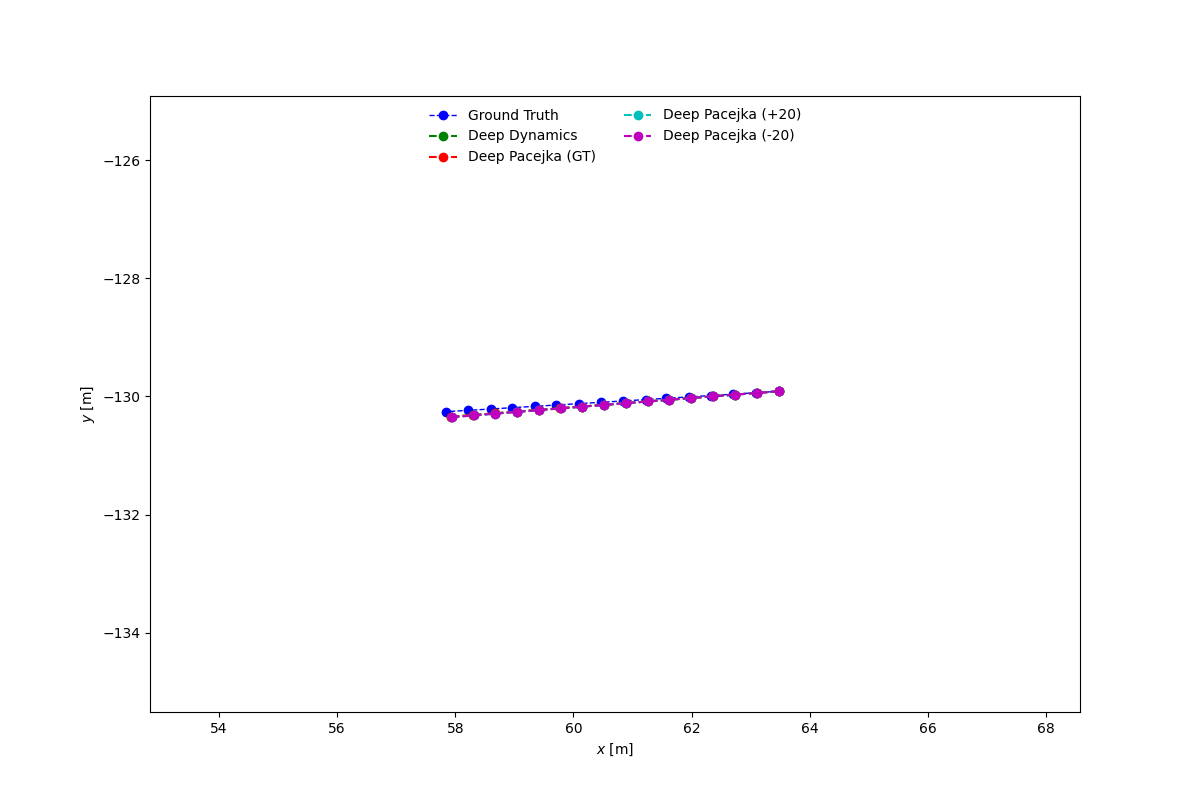 Ground Truth
Deep Dynamics
Deep Pacejka (GT)
Deep Pacejka (+20)
Deep Pacejka (-20)
−126
−128
−130
−132
−134
y [m]
54 56 58 60 62 64 66 68
x [m]